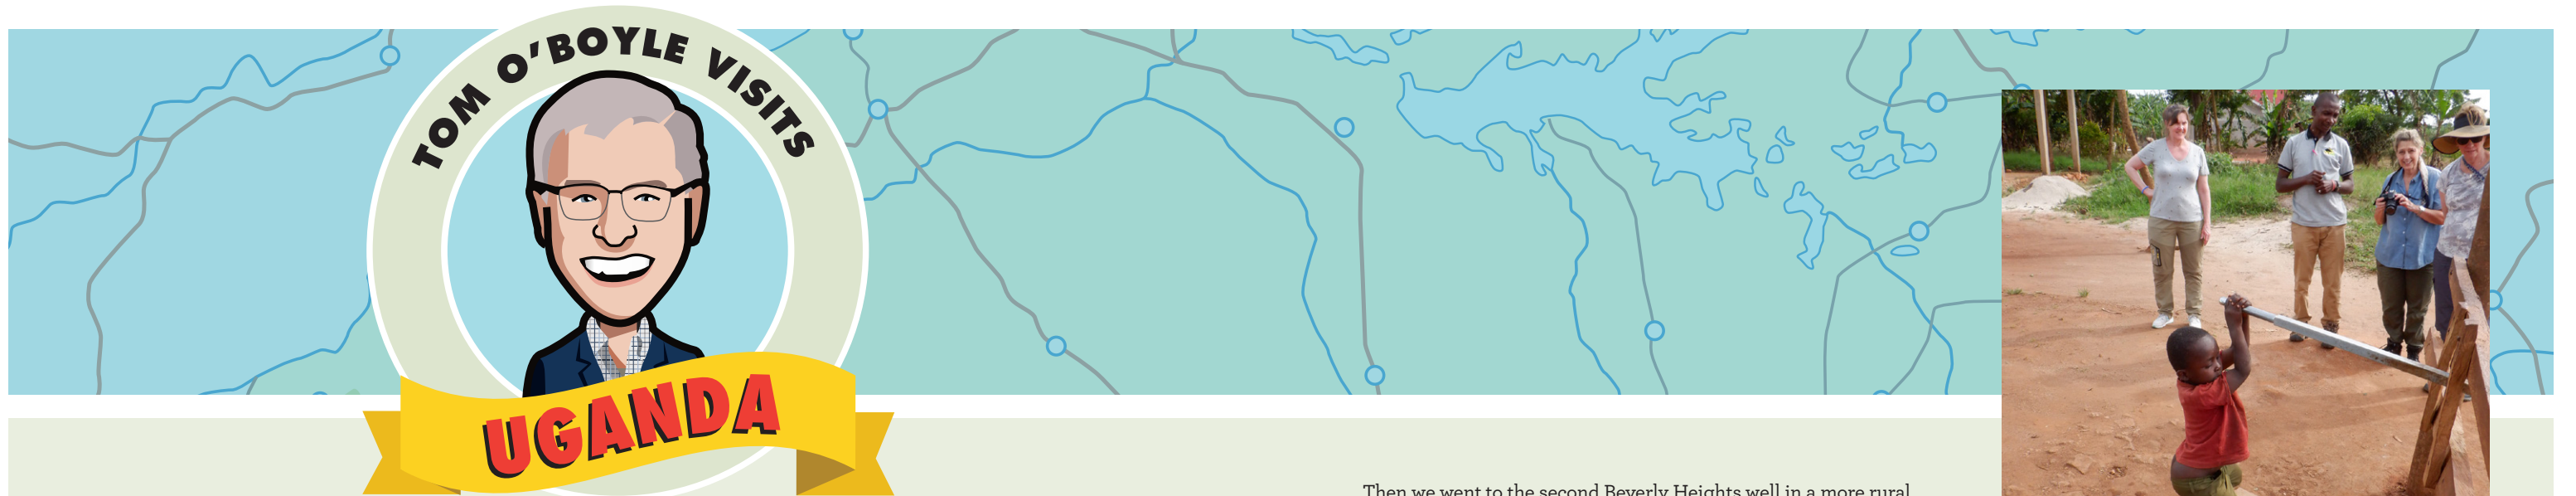 TOM O'BOYLE VISITS
UGANDA
Then we went to the second Beverly Heights well in a more rural